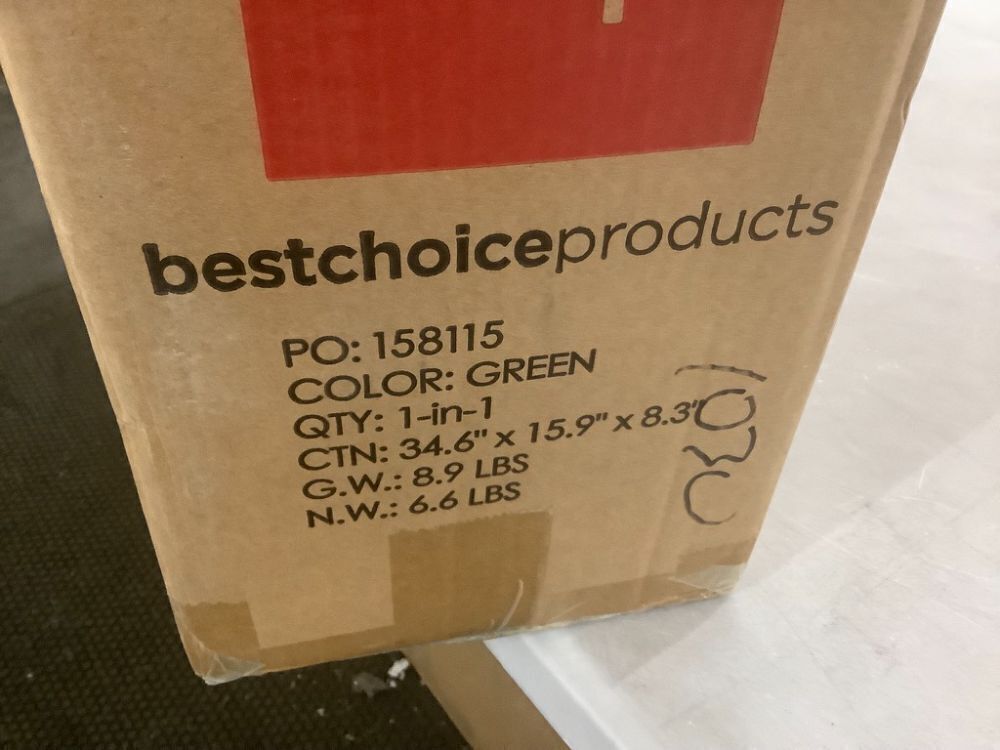 bestchoiceproducts
PO: 158115
COLOR: GREEN
QTY: 1-in-1
CTN: 34.6" x 15.9" x 8.3"
G.W.: 8.9 LBS
N.W.: 6.6 LBS